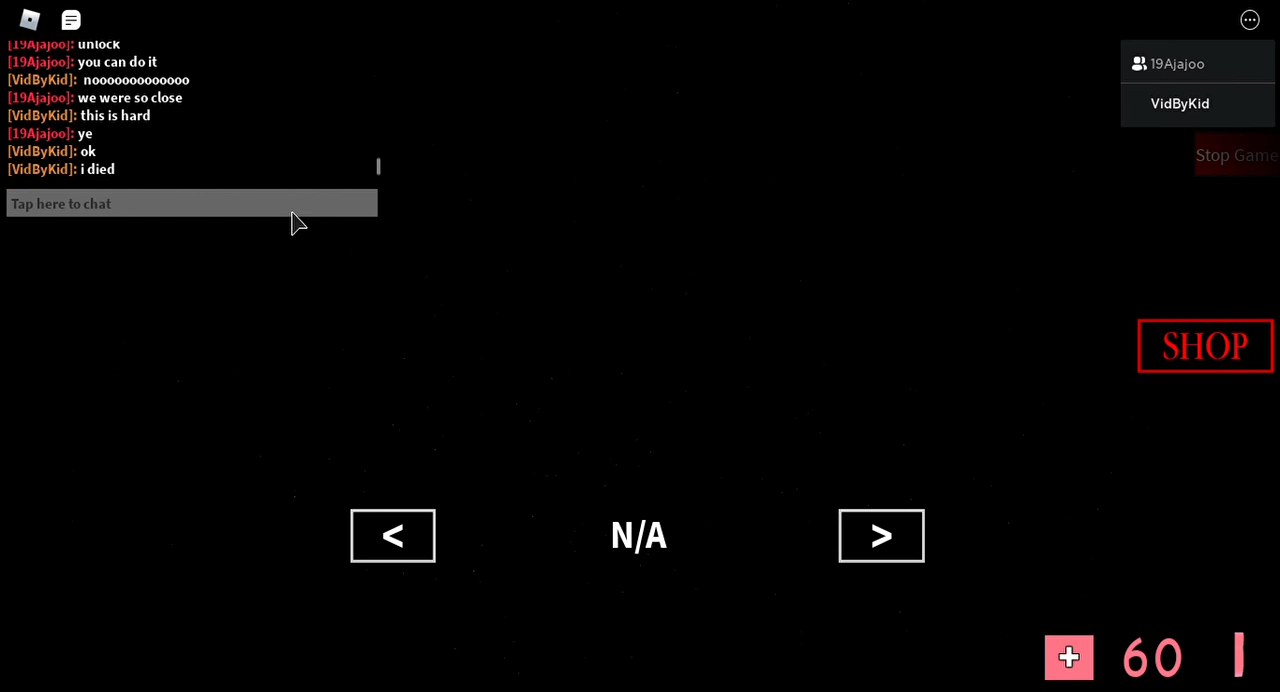 [19Ajajoo]: unlock
[19Ajajoo]: you can do it
[VidByKid]: nooooooooooooo
[19Ajajoo]: we were so close
[VidByKid]: this is hard
[19Ajajoo]: ye
[VidByKid]: ok
[VidByKid]: i died
Tap here to chat
19Ajajoo
VidByKid
Stop Game
SHOP
< N/A >
60